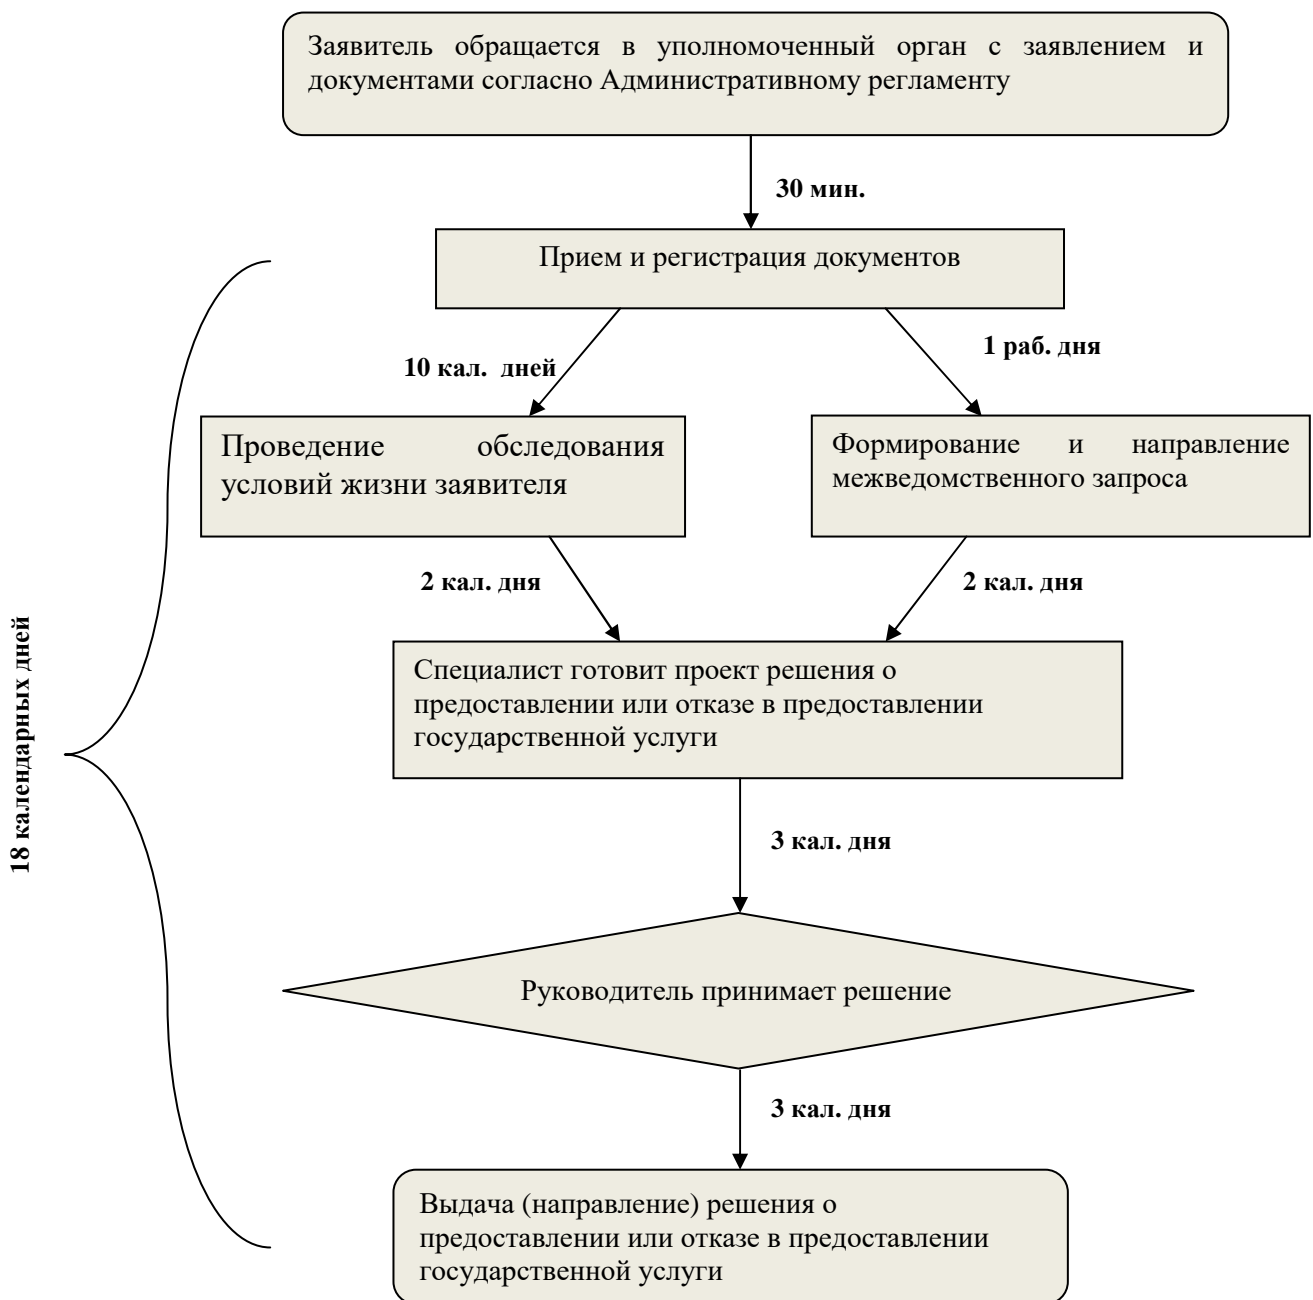 Заявитель обращается в уполномоченный орган с заявлением и
документами согласно Административному регламенту
30 мин.
Прием и регистрация документов
10 кал. дней
1 раб. дня
Проведение обследования
условий жизни заявителя
Формирование и направление
межведомственного запроса
2 кал. дня
2 кал. дня
18 календарных дней
Специалист готовит проект решения о
предоставлении или отказе в предоставлении
государственной услуги
3 кал. дня
Руководитель принимает решение
3 кал. дня
Выдача (направление) решения о
предоставлении или отказе в предоставлении
государственной услуги